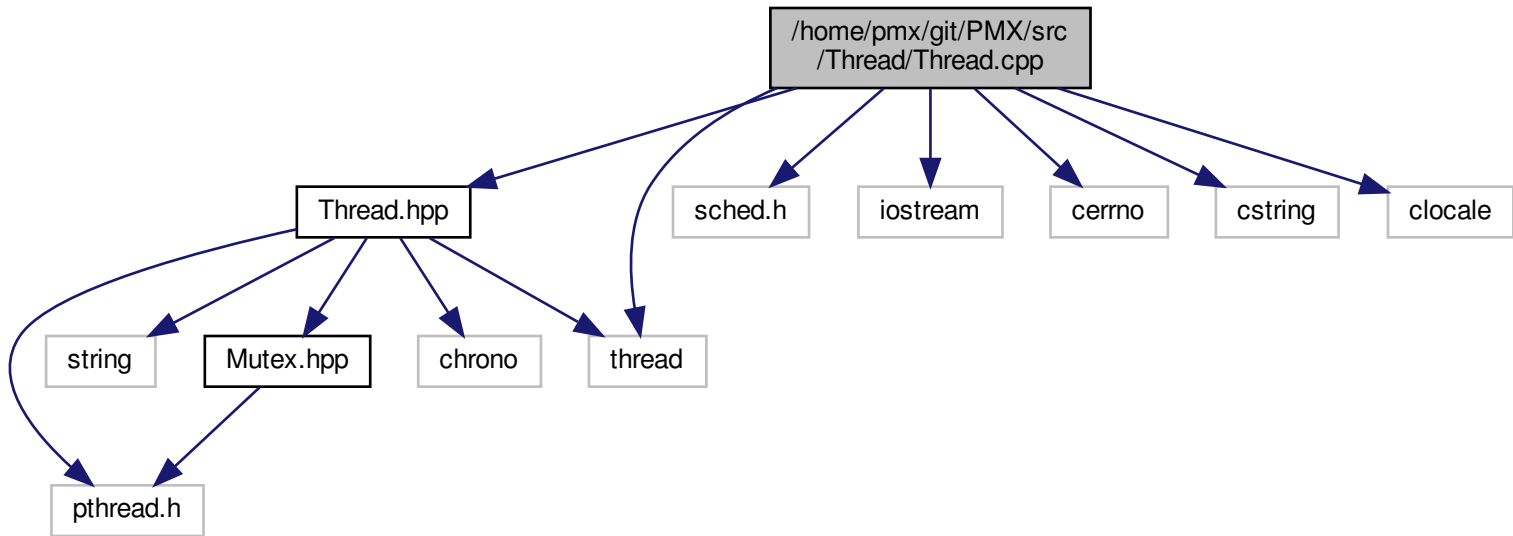 /home/pmx/git/PMX/src
/Thread/Thread.cpp
Thread.hpp
sched.h
iostream
cerrno
cstring
clocale
string
Mutex.hpp
chrono
thread
pthread.h